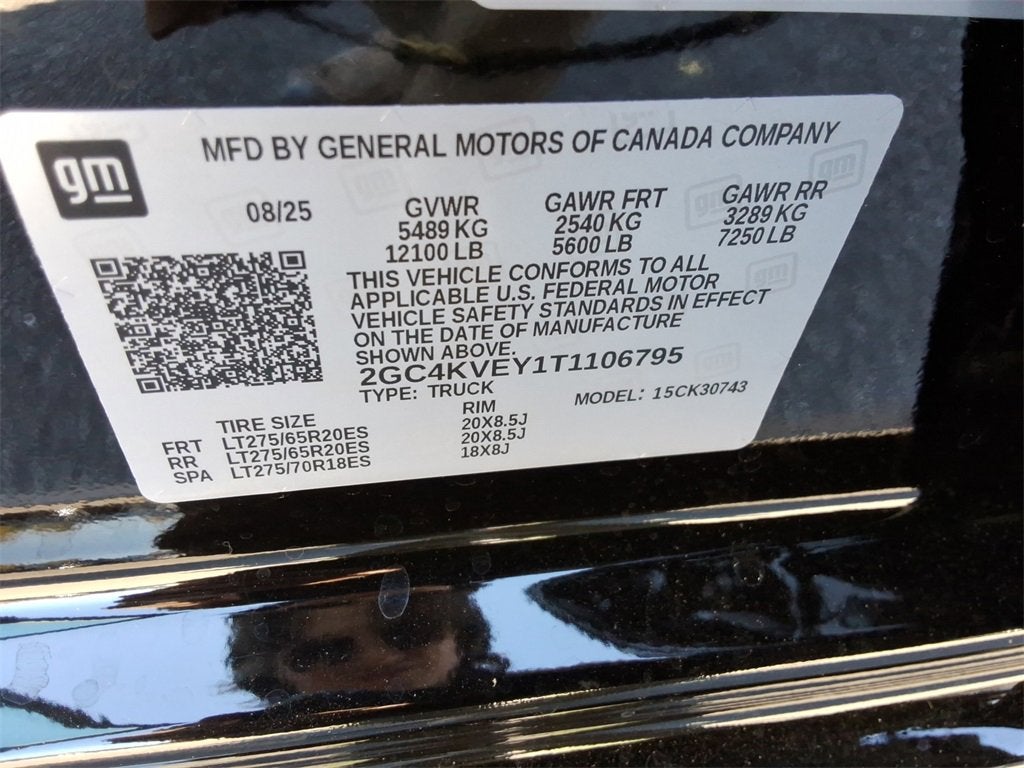 gm
MFD BY GENERAL MOTORS OF CANADA COMPANY
08/25
GVWR
5489 KG
12100 LB
GAWR FRT
2540 KG
5600 LB
GAWR RR
3289 KG
7250 LB
THIS VEHICLE CONFORMS TO ALL
APPLICABLE U.S. FEDERAL MOTOR
VEHICLE SAFETY STANDARDS IN EFFECT
ON THE DATE OF MANUFACTURE
SHOWN ABOVE.
2GC4KVEY1T1106795
TYPE: TRUCK
MODEL: 15CK30743
TIRE SIZE RIM
FRT LT275/65R20ES 20X8.5J
RR LT275/65R20ES 20X8.5J
SPA LT275/70R18ES 18X8J